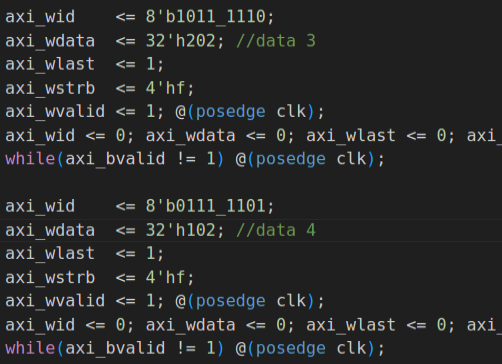 axi_wid    <= 8'b1011_1110;
axi_wdata  <= 32'h202; //data 3
axi_wlast  <= 1;
axi_wstrb  <= 4'hf;
axi_wvalid <= 1; @(posedge clk);
axi_wid <= 0; axi_wdata <= 0; axi_wlast <= 0; axi_
while(axi_bvalid != 1) @(posedge clk);
axi_wid    <= 8'b0111_1101;
axi_wdata  <= 32'h102; //data 4
axi_wlast  <= 1;
axi_wstrb  <= 4'hf;
axi_wvalid <= 1; @(posedge clk);
axi_wid <= 0; axi_wdata <= 0; axi_wlast <= 0; axi_
while(axi_bvalid != 1) @(posedge clk);